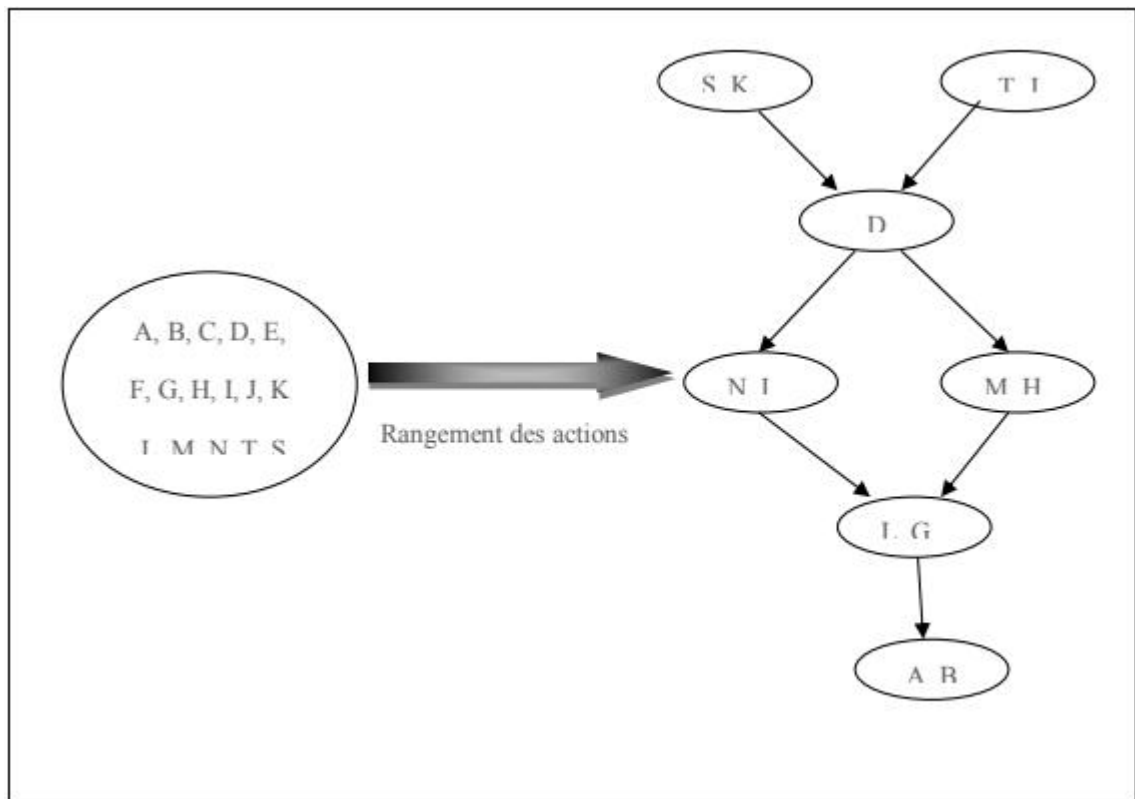 S K
T
A, B, C, D, E,
F, G, H, I, J, K
L, M, N, T, S
Rangement des actions
D
N
M H
L G
A B